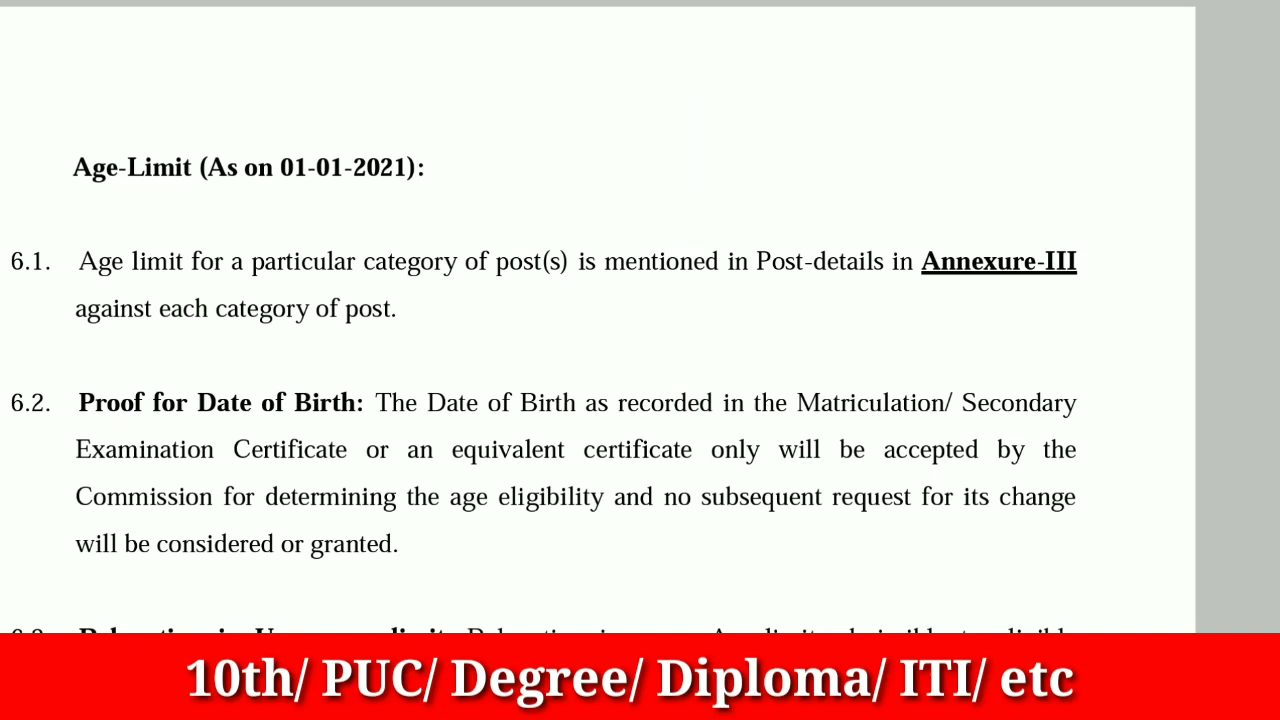 Age-Limit (As on 01-01-2021):
6.1. Age limit for a particular category of post(s) is mentioned in Post-details in Annexure-III
against each category of post.
6.2. Proof for Date of Birth: The Date of Birth as recorded in the Matriculation/ Secondary
Examination Certificate or an equivalent certificate only will be accepted by the
Commission for determining the age eligibility and no subsequent request for its change
will be considered or granted.
10th/ PUC/ Degree/ Diploma/ ITI/ etc